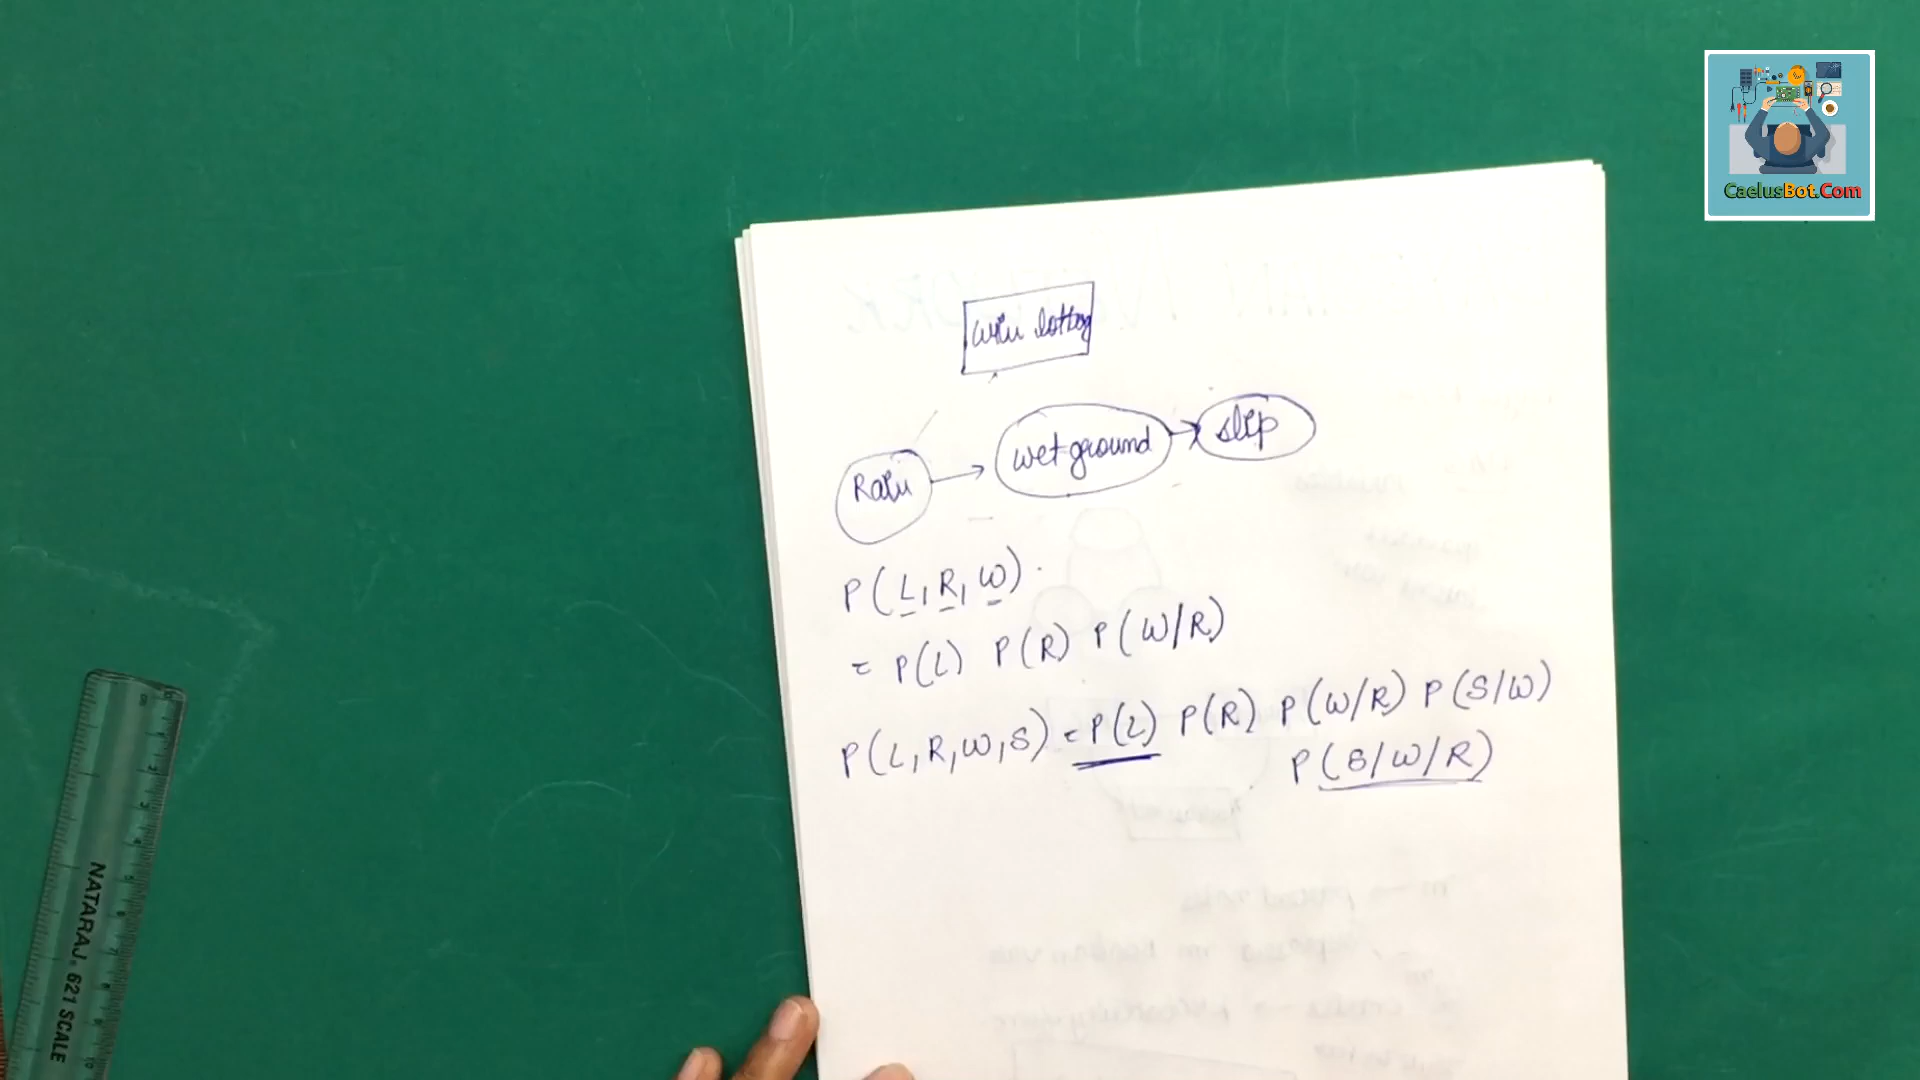 CaelusBot.Com
Win lottery
Rain
wet ground
slip
P(L, R, W).
= P(L) P(R) P(W/R)
P(L,R,W,S) = P(L) P(R) P(W/R) P(S/W)
P(S/W/R)
NATARAJ 621 SCALE